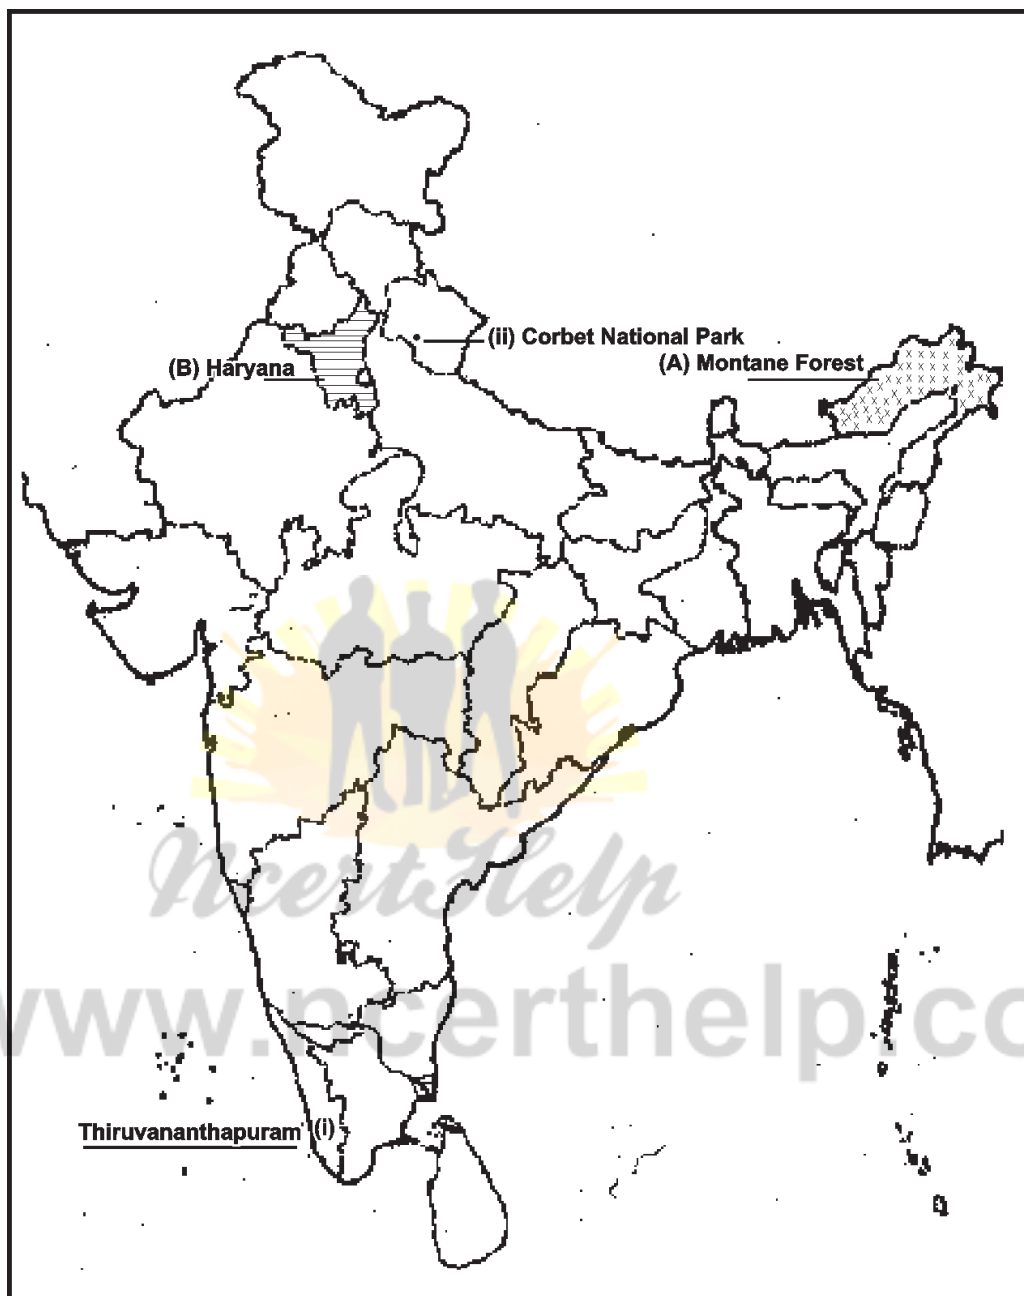 (ii) Corbet National Park
(A) Montane Forest
(B) Haryana
NcertHelp
www.ncerthelp.co
Thiruvananthapuram (i)